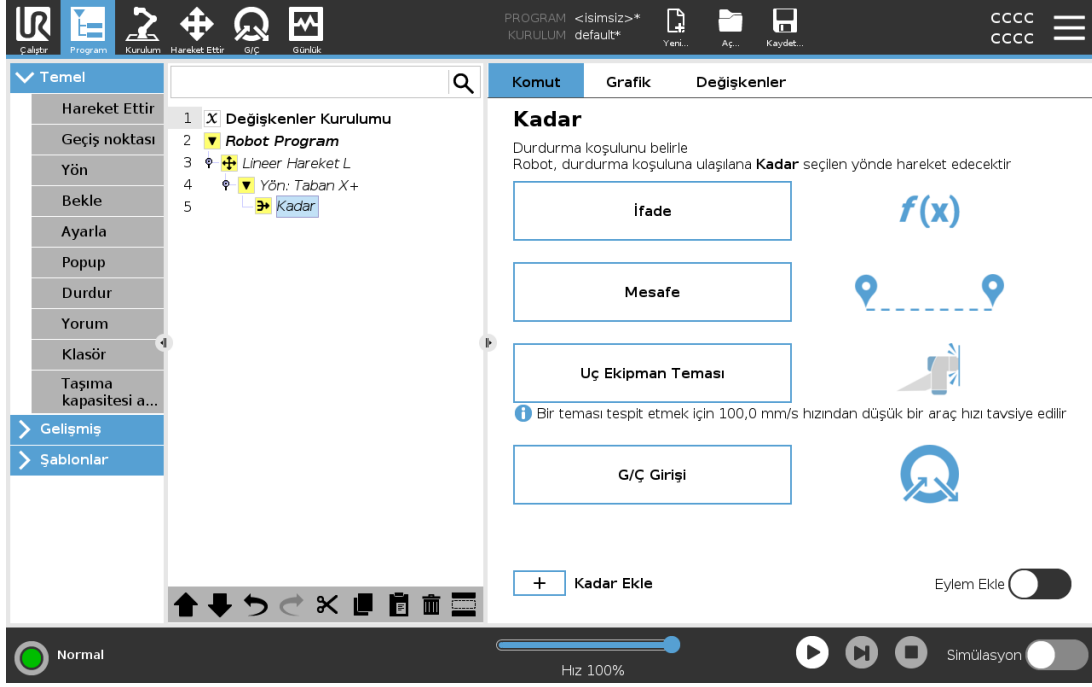 Çalıştır
Program
Kurulum
Hareket Ettir
G/Ç
Günlük
PROGRAM <isimsiz>*
KURULUM default*
Yeni...
Aç...
Kaydet...
CCCC
CCCC
Temel
Hareket Ettir
Geçiş noktası
Yön
Bekle
Ayarla
Popup
Durdur
Yorum
Klasör
Taşıma
kapasitesi a...
Gelişmiş
Şablonlar
1 X Değişkenler Kurulumu
2 Robot Program
3 Lineer Hareket L
4 Yön: Taban X+
5 Kadar
Komut Grafik Değişkenler
Kadar
Durdurma koşulunu belirle
Robot, durdurma koşuluna ulaşılana Kadar seçilen yönde hareket edecektir
İfade
f(x)
Mesafe
Uç Ekipman Teması
Bir teması tespit etmek için 100,0 mm/s hızından düşük bir araç hızı tavsiye edilir
G/Ç Girişi
+ Kadar Ekle
Eylem Ekle
Normal
Hız 100%
Simülasyon